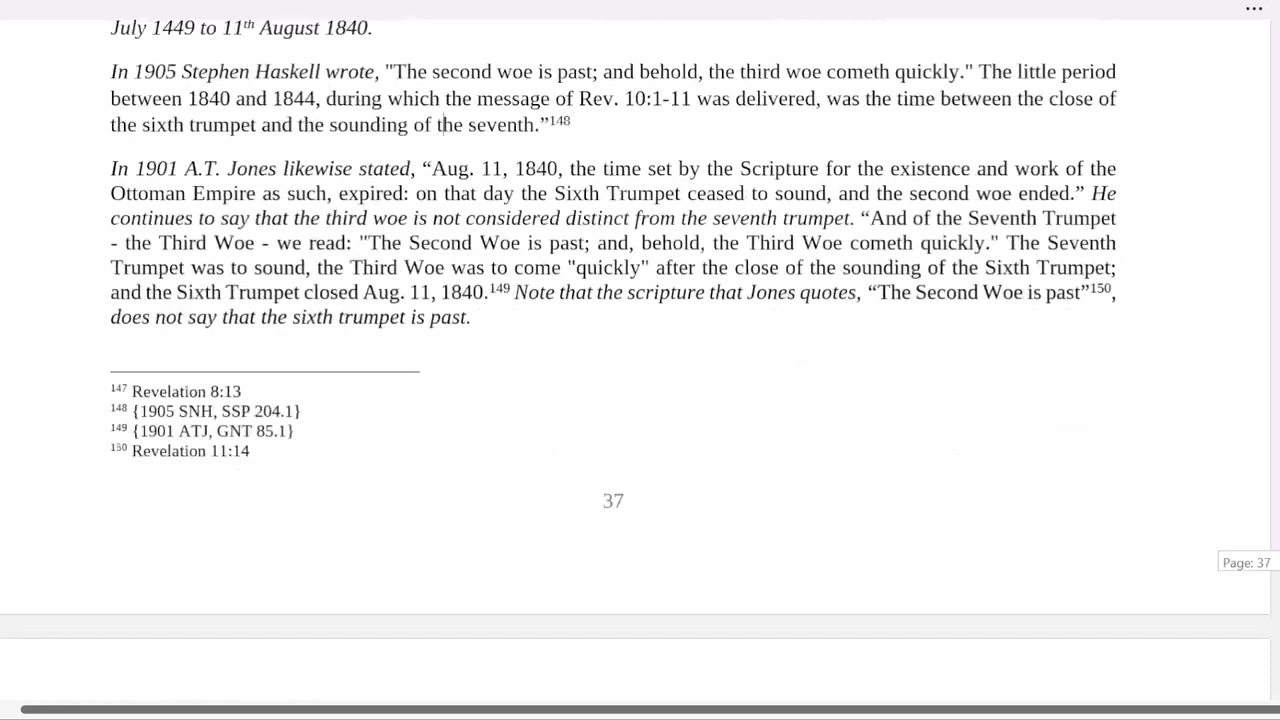 July 1449 to 11th August 1840.
In 1905 Stephen Haskell wrote, "The second woe is past; and behold, the third woe cometh quickly." The little period
between 1840 and 1844, during which the message of Rev. 10:1-11 was delivered, was the time between the close of
the sixth trumpet and the sounding of the seventh.”148
In 1901 A.T. Jones likewise stated, “Aug. 11, 1840, the time set by the Scripture for the existence and work of the
Ottoman Empire as such, expired: on that day the Sixth Trumpet ceased to sound, and the second woe ended.” He
continues to say that the third woe is not considered distinct from the seventh trumpet. “And of the Seventh Trumpet
- the Third Woe - we read: "The Second Woe is past; and, behold, the Third Woe cometh quickly." The Seventh
Trumpet was to sound, the Third Woe was to come "quickly" after the close of the sounding of the Sixth Trumpet;
and the Sixth Trumpet closed Aug. 11, 1840.149 Note that the scripture that Jones quotes, “The Second Woe is past”150,
does not say that the sixth trumpet is past.
147 Revelation 8:13
148 {1905 SNH, SSP 204.1}
149 {1901 ATJ, GNT 85.1}
150 Revelation 11:14
37
Page: 37